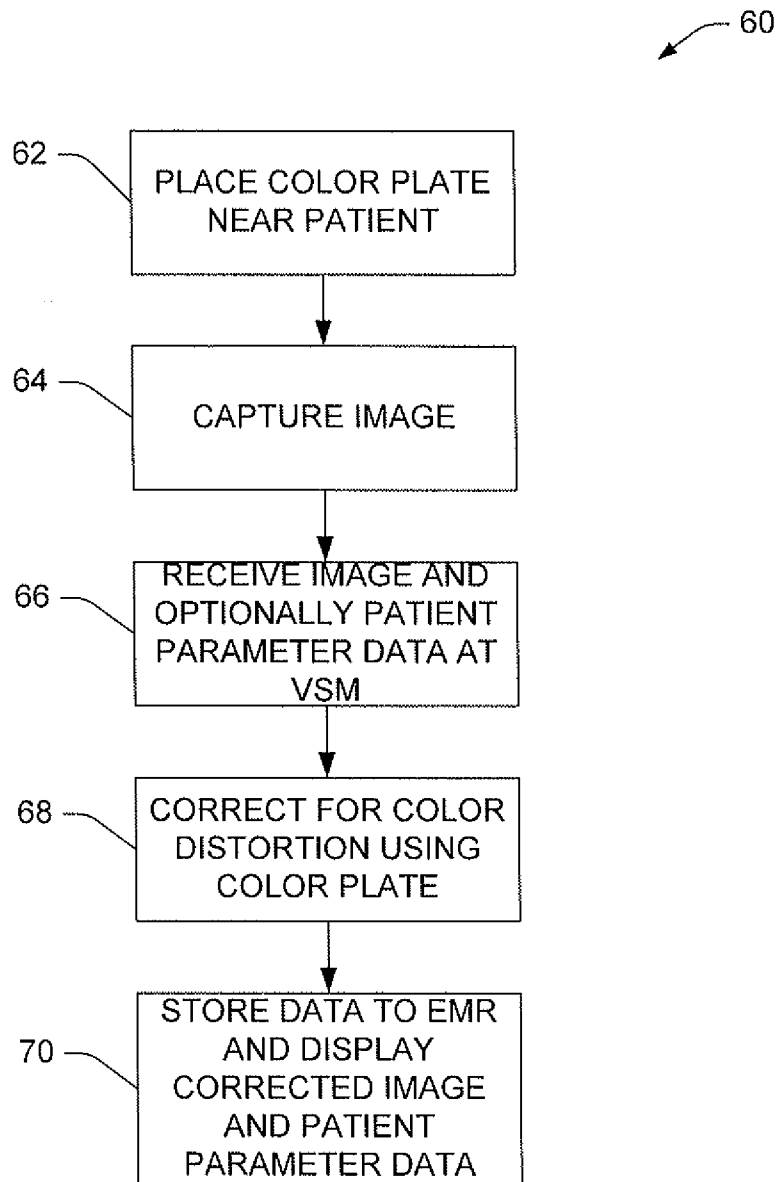 60
62
PLACE COLOR PLATE
NEAR PATIENT
64
CAPTURE IMAGE
66
RECEIVE IMAGE AND
OPTIONALLY PATIENT
PARAMETER DATA AT
VSM
68
CORRECT FOR COLOR
DISTORTION USING
COLOR PLATE
70
STORE DATA TO EMR
AND DISPLAY
CORRECTED IMAGE
AND PATIENT
PARAMETER DATA